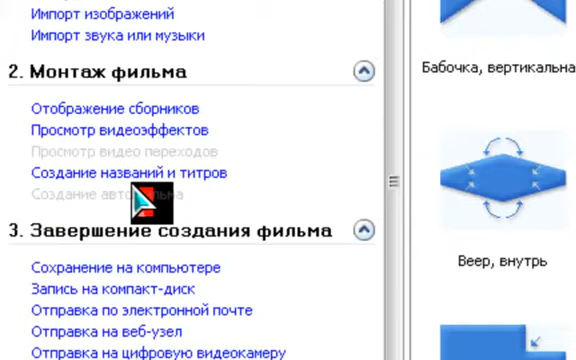 Импорт изображений
Импорт звука или музыки
2. Монтаж фильма
Отображение сборников
Просмотр видеоэффектов
Просмотр видео переходов
Создание названий и титров
Создание
3. Завершение создания фильма
Сохранение на компьютере
Запись на компакт-диск
Отправка по электронной почте
Отправка на веб-узел
Отправка на цифровую видеокамеру
Бабочка, вертикальна
Веер, внутрь